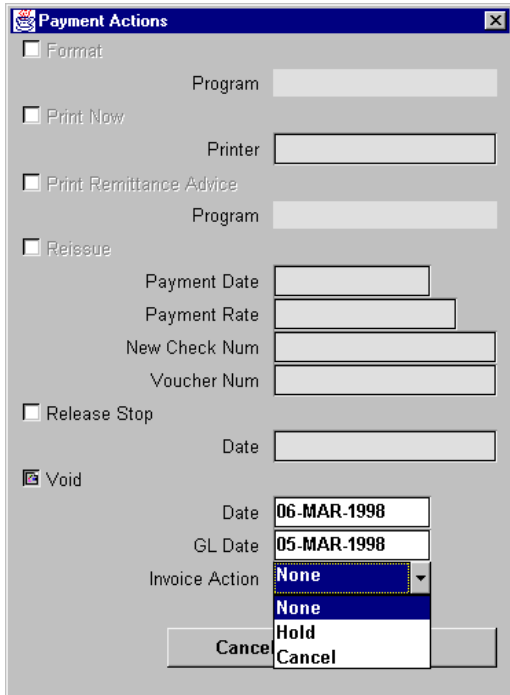 Payment Actions
Format
Program
Print Now
Printer
Print Remittance Advice
Program
Reissue
Payment Date
Payment Rate
New Check Num
Voucher Num
Release Stop
Date
Void
Date 06-MAR-1998
GL Date 05-MAR-1998
Invoice Action None
None
Hold
Cancel